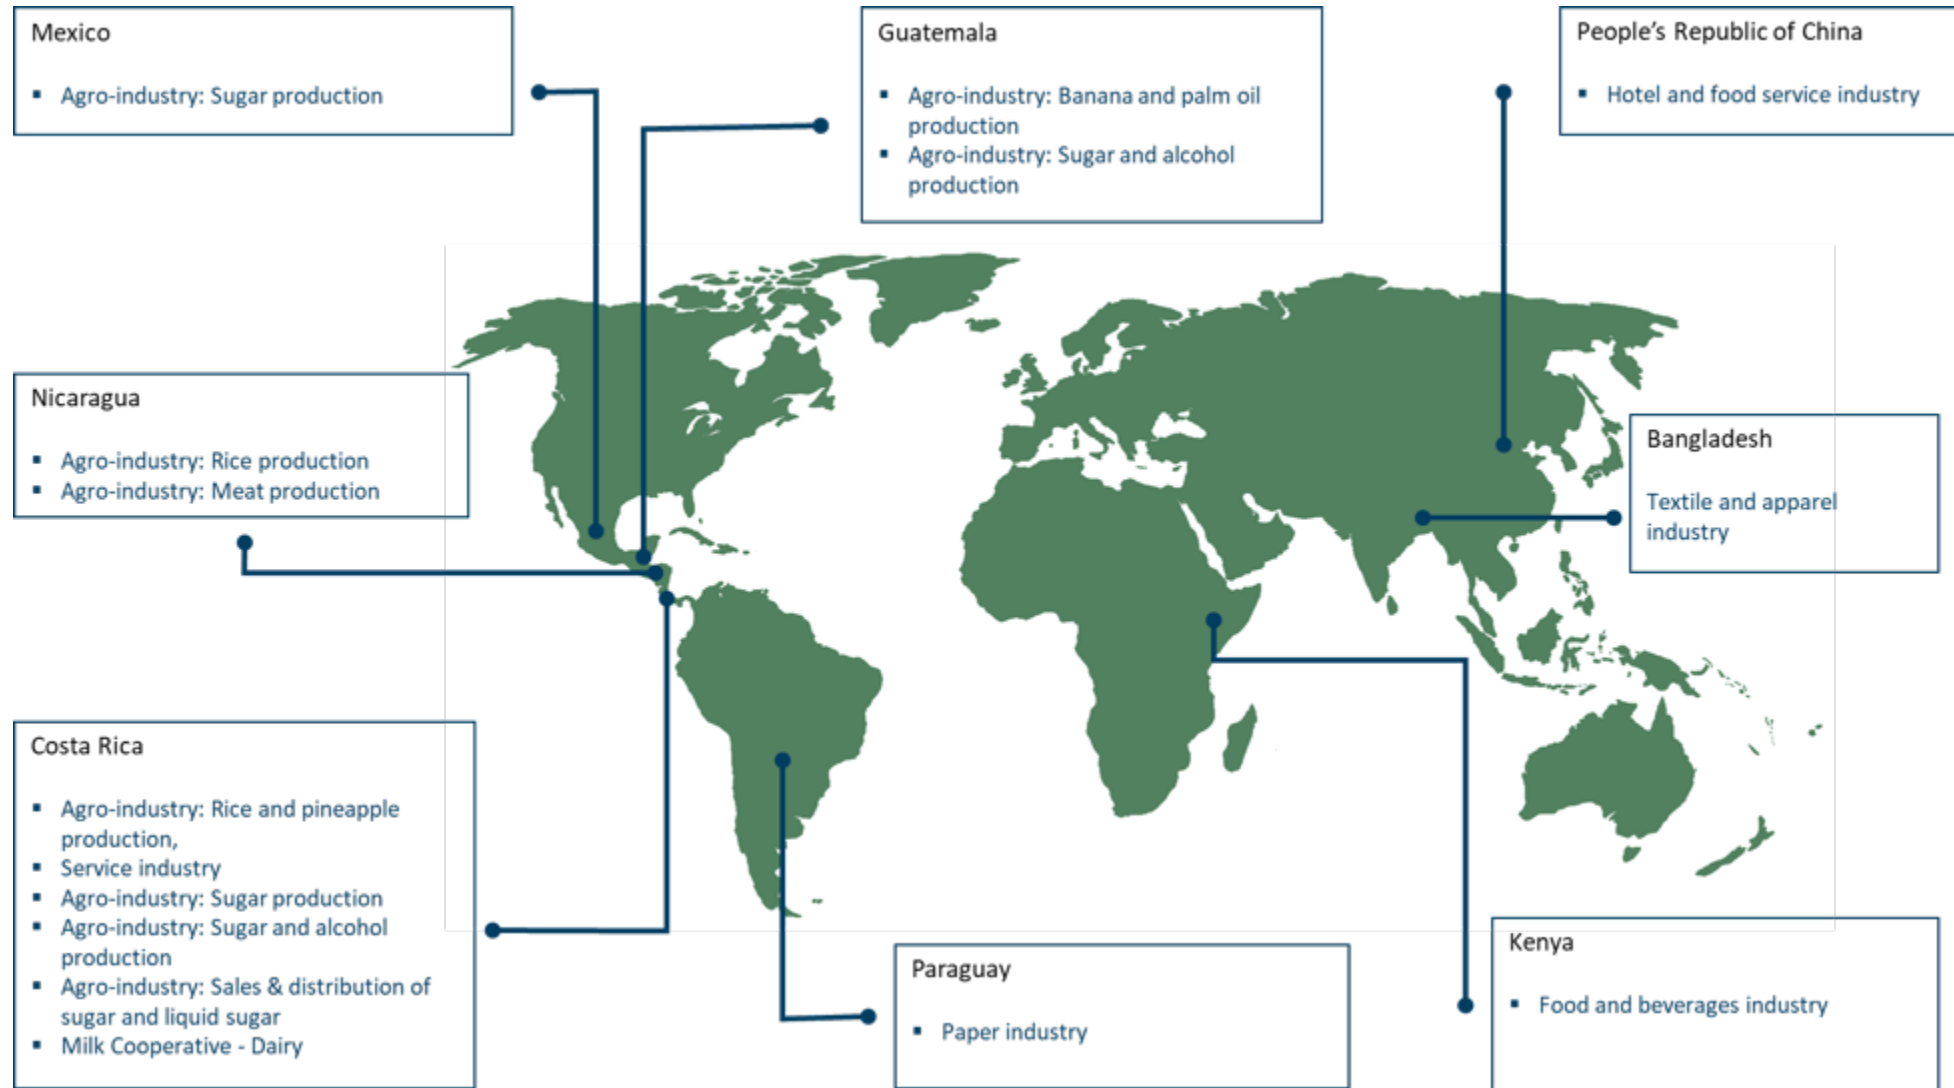 Mexico
▪ Agro-industry: Sugar production
Guatemala
▪ Agro-industry: Banana and palm oil
production
▪ Agro-industry: Sugar and alcohol
production
People's Republic of China
▪ Hotel and food service industry
Nicaragua
▪ Agro-industry: Rice production
▪ Agro-industry: Meat production
Bangladesh
Textile and apparel
industry
Costa Rica
▪ Agro-industry: Rice and pineapple
production,
▪ Service industry
▪ Agro-industry: Sugar production
▪ Agro-industry: Sugar and alcohol
production
▪ Agro-industry: Sales & distribution of
sugar and liquid sugar
▪ Milk Cooperative - Dairy
Paraguay
▪ Paper industry
Kenya
▪ Food and beverages industry